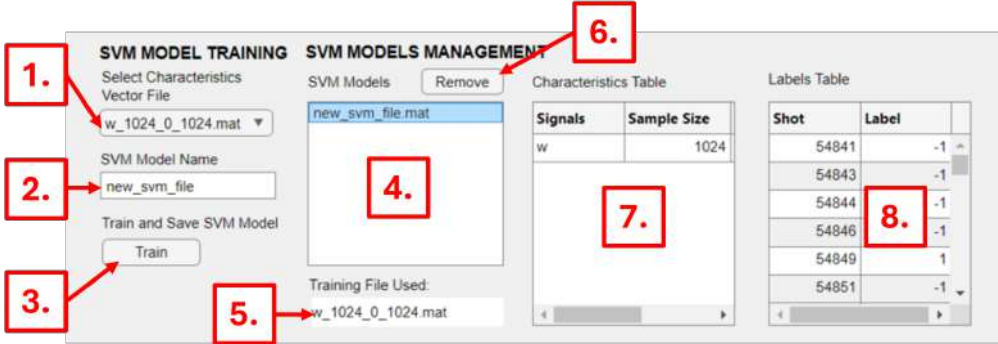 6.
SVM MODEL TRAINING
SVM MODELS MANAGEMENT
1.
Select Characteristics
Vector File
w_1024_0_1024.mat
SVM Models
Remove
Characteristics Table
Labels Table
new_svm_file.mat
Signals Sample Size
w 1024
Shot Label
54841 -1
54843 -1
54844 -1
54846 -1
54849 1
54851 -1
2.
SVM Model Name
new_svm_file
4.
7.
8.
Train and Save SVM Model
Train
3.
5.
Training File Used:
w_1024_0_1024.mat